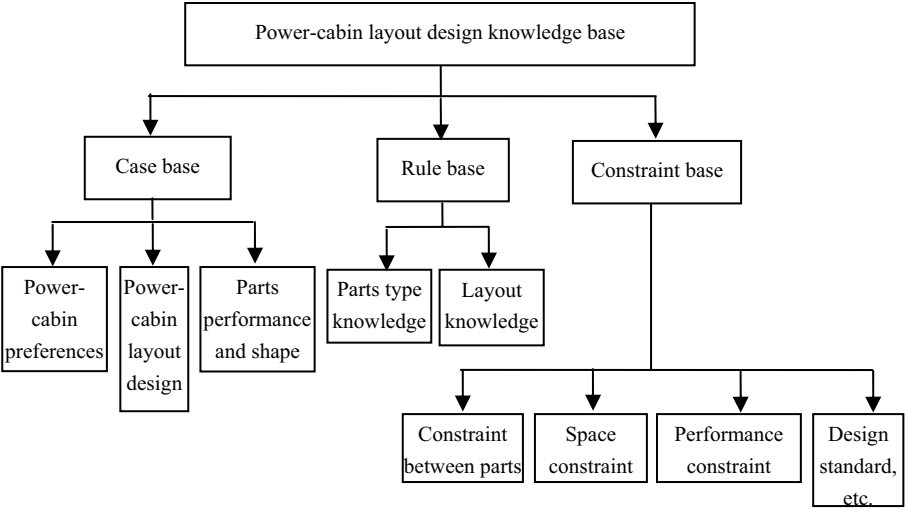 Power-cabin layout design knowledge base
Case base
Rule base
Constraint base
Power-
cabin
preferences
Power-
cabin
layout
design
Parts
performance
and shape
Parts type
knowledge
Layout
knowledge
Constraint
between parts
Space
constraint
Performance
constraint
Design
standard,
etc.